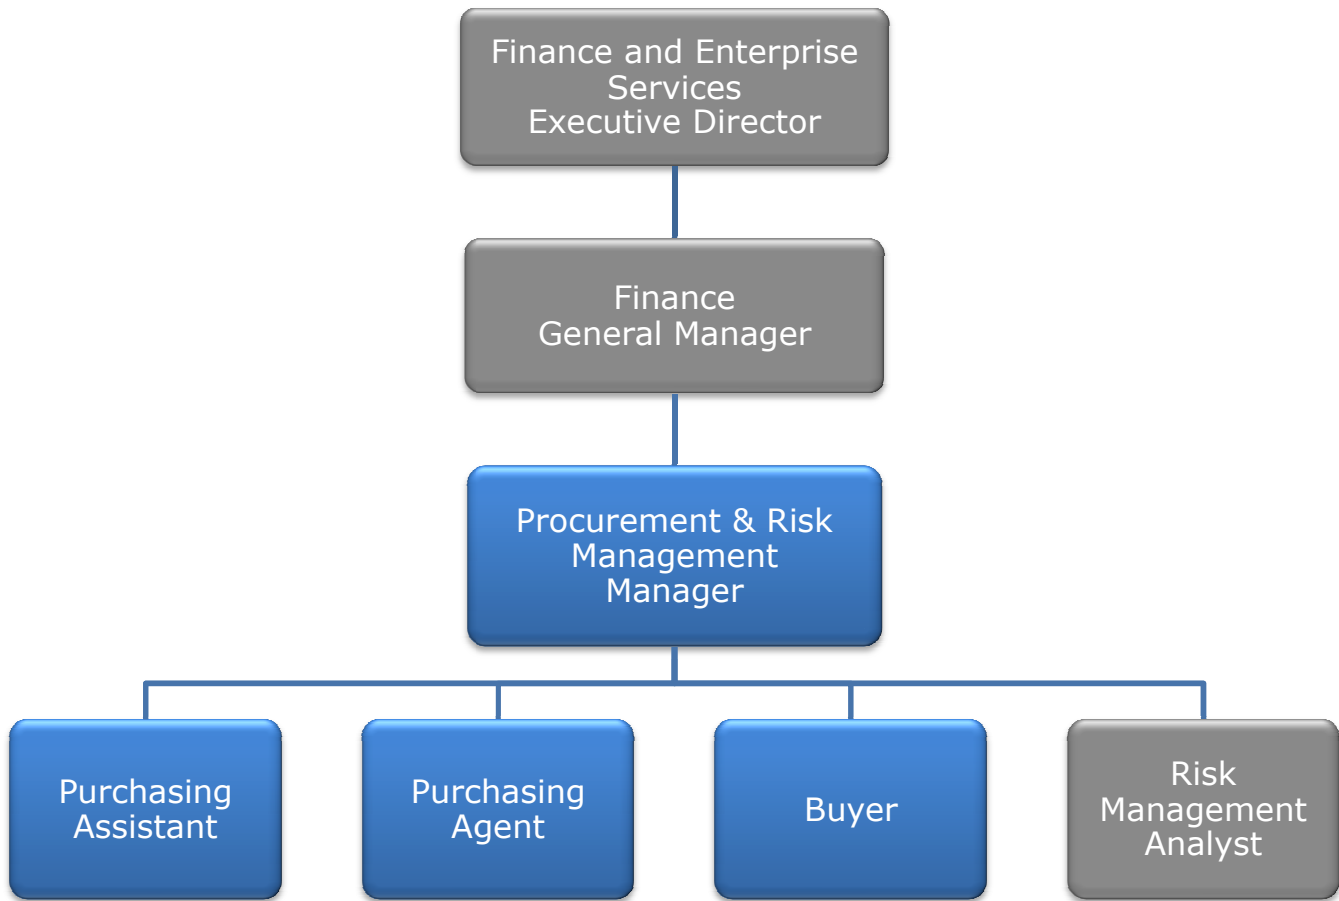 Finance and Enterprise
Services
Executive Director
Finance
General Manager
Procurement & Risk
Management
Manager
Purchasing
Assistant
Purchasing
Agent
Buyer
Risk
Management
Analyst